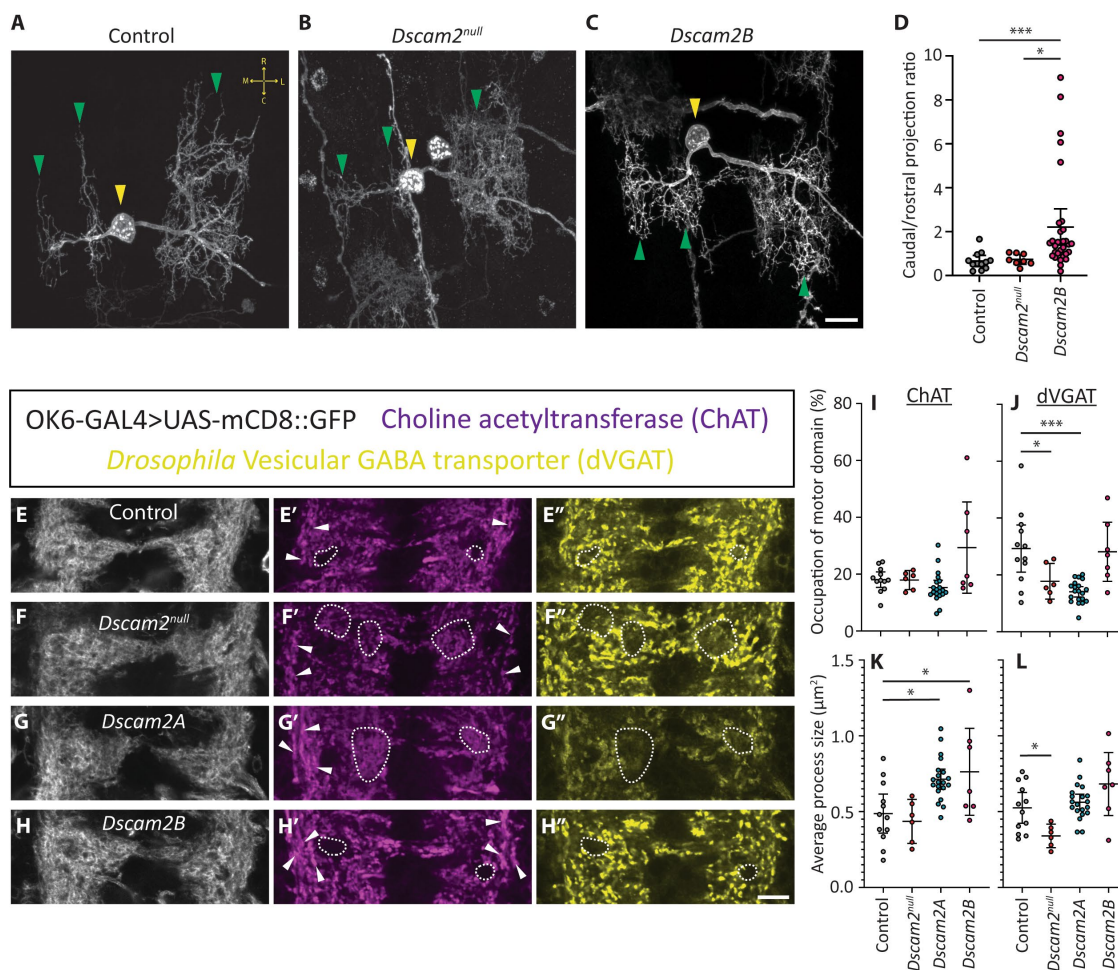 A
Control
R
M L
C
B
Dscam2null
C
Dscam2B
D
***
*
Caudal/rostral projection ratio
10
8
6
4
2
0
Control
Dscam2null
Dscam2B
OK6-GAL4>UAS-mCD8::GFP Choline acetyltransferase (ChAT)
Drosophila Vesicular GABA transporter (dVGAT)
E Control E′ E″
F Dscam2null F′ F″
G Dscam2A G′ G″
H Dscam2B H′ H″
Occupation of motor domain (%)
80
60
40
20
0
I ChAT
J dVGAT
***
*
Average process size (µm²)
1.5
1.0
0.5
0.0
K
*
*
L
*
Control
Dscam2null
Dscam2A
Dscam2B
Control
Dscam2null
Dscam2A
Dscam2B